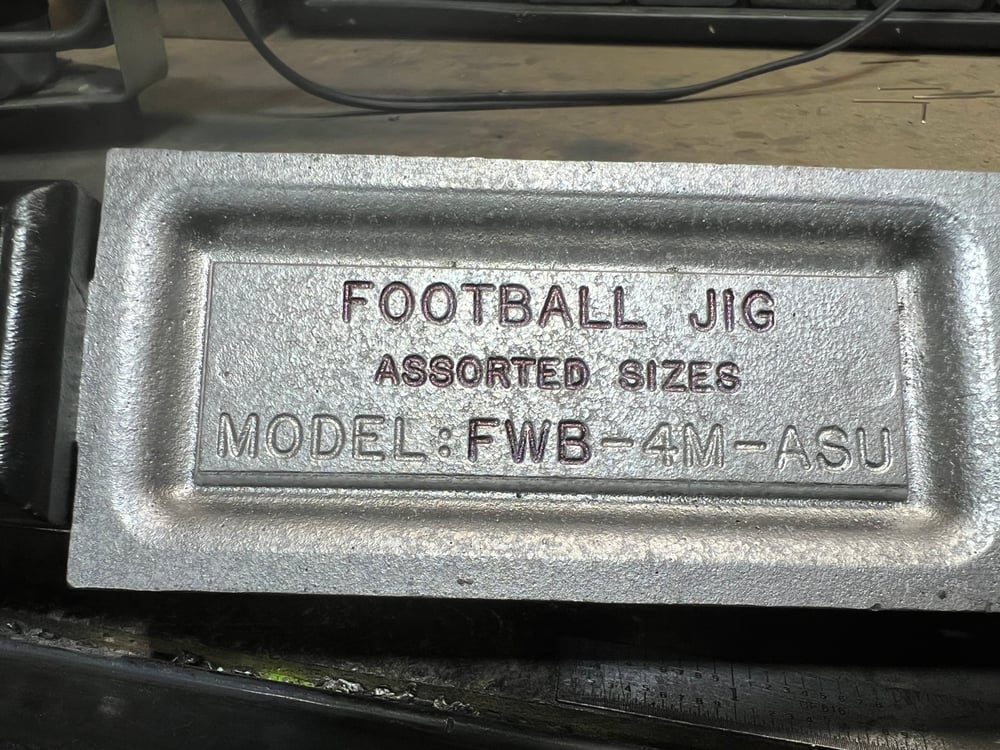 FOOTBALL JIG
ASSORTED SIZES
MODEL:FWB-4M-ASU